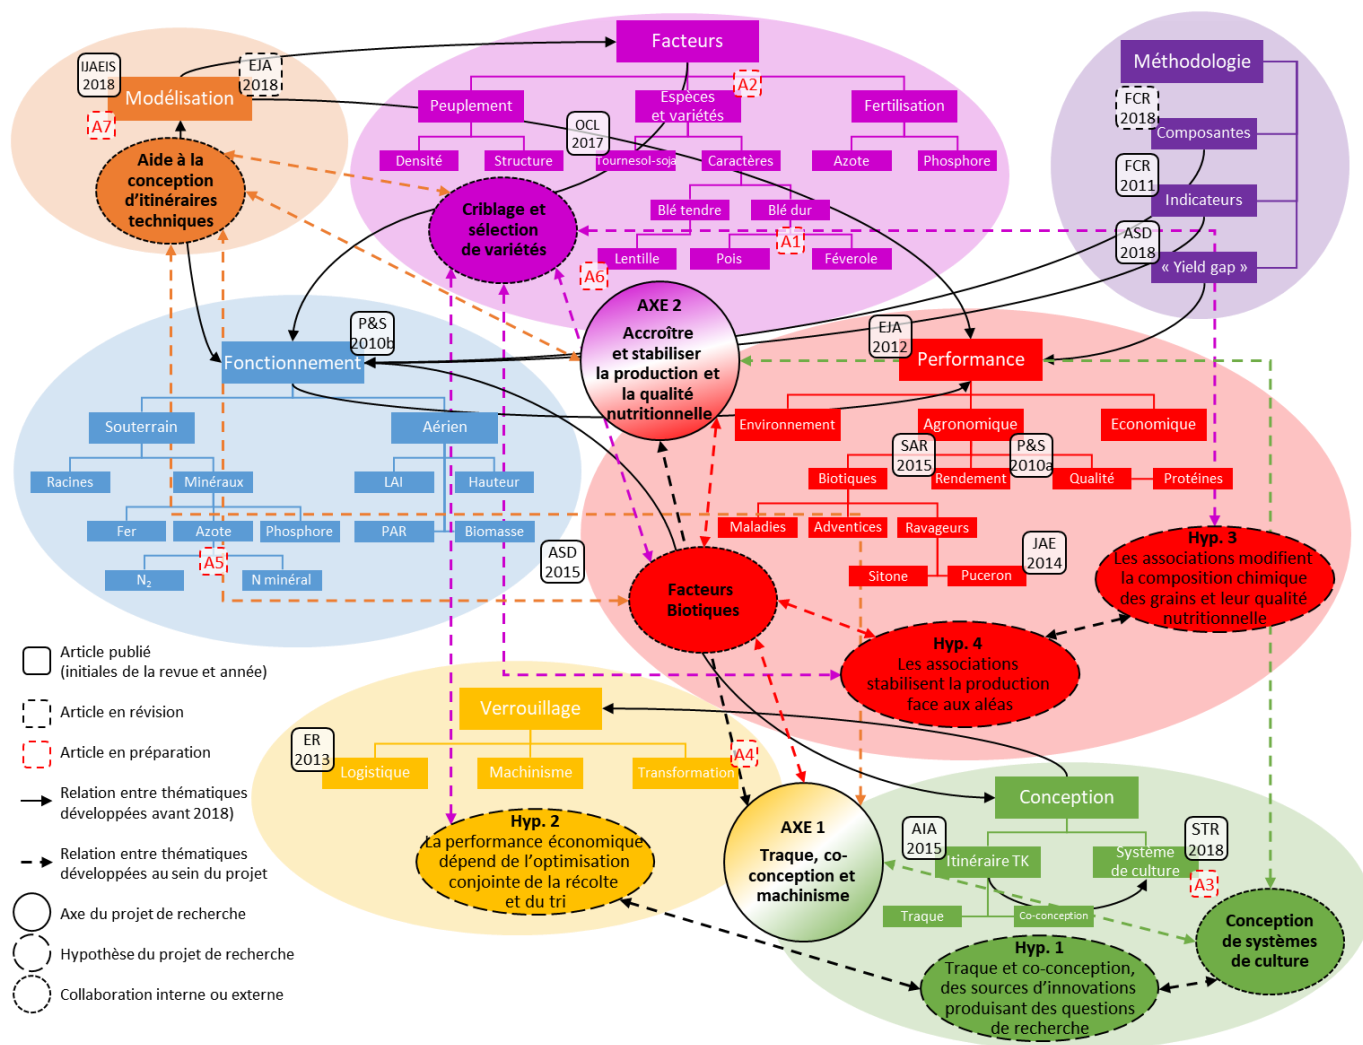 IJAEIS
2018
EJA
2018
Modélisation
A7
Aide à la
conception
d'itinéraires
techniques
Facteurs
A2
Peuplement
Espèces
et variétés
Fertilisation
OCL
2017
Densité
Structure
Tournesol-soja
Caractères
Azote
Phosphore
Criblage et
sélection
de variétés
Blé tendre
Blé dur
A1
A6
Lentille
Pois
Féverole
Méthodologie
FCR
2018
Composantes
FCR
2011
Indicateurs
ASD
2018
« Yield gap »
AXE 2
Accroître
et stabiliser
la production et
la qualité
nutritionnelle
P&S
2010b
Fonctionnement
Souterrain
Aérien
Racines
Minéraux
LAI
Hauteur
Fer
Azote
Phosphore
PAR
Biomasse
A5
N₂
N minéral
EJA
2012
Performance
Environnement
Agronomique
Economique
SAR
2015
P&S
2010a
Biotiques
Rendement
Qualité
Protéines
Maladies
Adventices
Ravageurs
JAE
2014
Sitone
Puceron
ASD
2015
Facteurs
Biotiques
Hyp. 3
Les associations modifient
la composition chimique
des grains et leur qualité
nutritionnelle
Hyp. 4
Les associations
stabilisent la production
face aux aléas
Article publié
(initiales de la revue et année)
Article en révision
Article en préparation
Relation entre thématiques
développées avant 2018)
Relation entre thématiques
développées au sein du projet
Axe du projet de recherche
Hypothèse du projet de recherche
Collaboration interne ou externe
Verrouillage
ER
2013
A4
Logistique
Machinisme
Transformation
Hyp. 2
La performance économique
dépend de l'optimisation
conjointe de la récolte
et du tri
AXE 1
Traque, co-
conception et
machinisme
Conception
AIA
2015
STR
2018
Itinéraire TK
Système
de culture
A3
Traque
Co-conception
Hyp. 1
Traque et co-conception,
des sources d'innovations
produisant des questions
de recherche
Conception
de systèmes
de culture